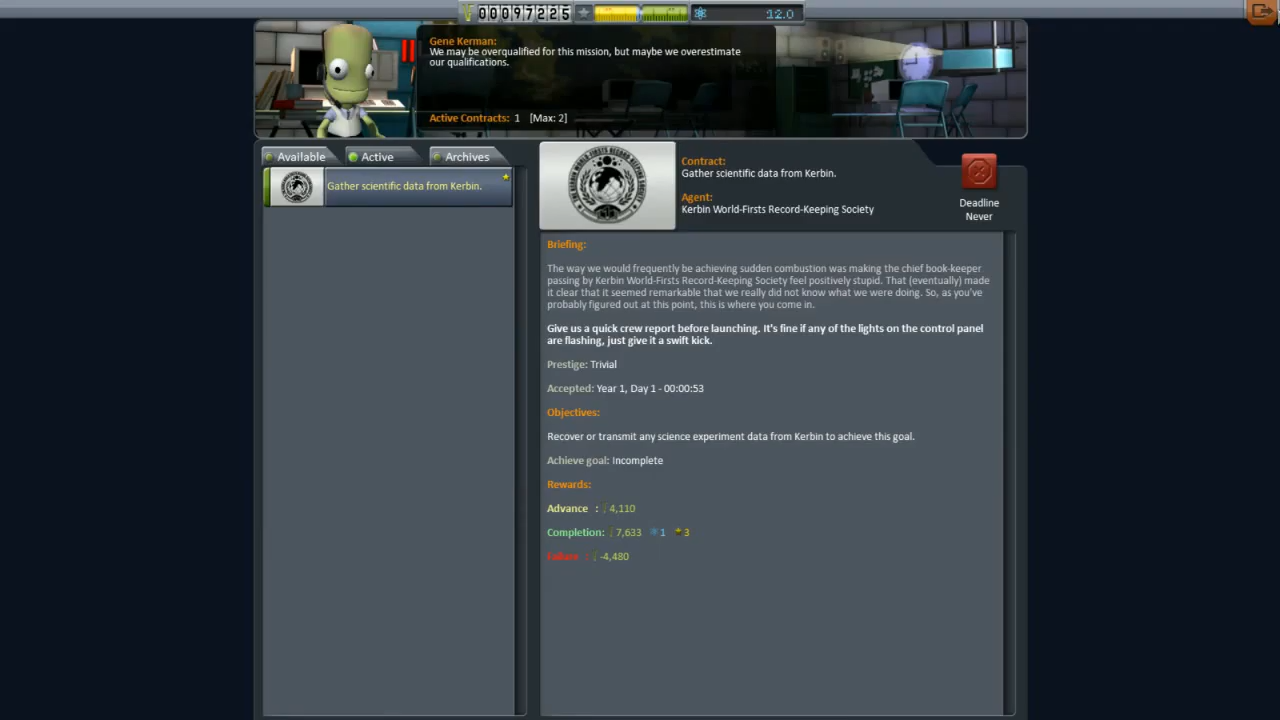 00097225
12.0
Gene Kerman:
We may be overqualified for this mission, but maybe we overestimate
our qualifications.
Active Contracts: 1 [Max: 2]
Available
Active
Archives
Gather scientific data from Kerbin.
Contract:
Gather scientific data from Kerbin.
Agent:
Kerbin World-Firsts Record-Keeping Society
Deadline
Never
Briefing:
The way we would frequently be achieving sudden combustion was making the chief book-keeper
passing by Kerbin World-Firsts Record-Keeping Society feel positively stupid. That (eventually) made
it clear that it seemed remarkable that we really did not know what we were doing. So, as you've
probably figured out at this point, this is where you come in.
Give us a quick crew report before launching. It's fine if any of the lights on the control panel
are flashing, just give it a swift kick.
Prestige: Trivial
Accepted: Year 1, Day 1 - 00:00:53
Objectives:
Recover or transmit any science experiment data from Kerbin to achieve this goal.
Achieve goal: Incomplete
Rewards:
Advance : 4,110
Completion: 7,633 1 3
Failure : -4,480